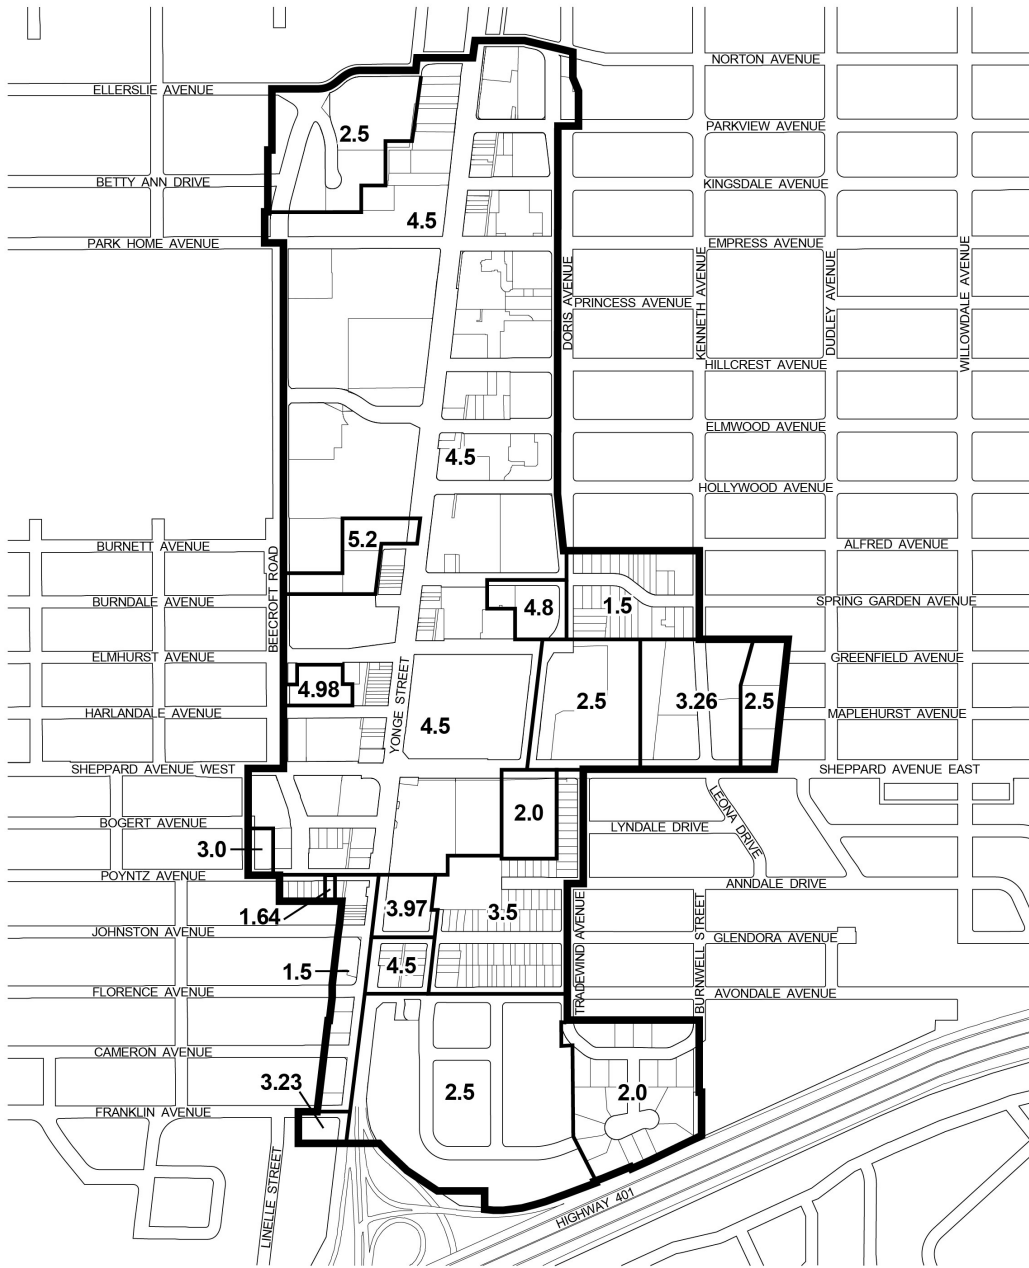 NORTON AVENUE
ELLERSLIE AVENUE
PARKVIEW AVENUE
2.5
BETTY ANN DRIVE
KINGSDALE AVENUE
4.5
PARK HOME AVENUE
EMPRESS AVENUE
DORIS AVENUE
KENNETH AVENUE
DUDLEY AVENUE
WILLOWDALE AVENUE
PRINCESS AVENUE
HILLCREST AVENUE
ELMWOOD AVENUE
4.5
HOLLYWOOD AVENUE
5.2
BURNETT AVENUE
ALFRED AVENUE
BEECROFT ROAD
BURNDALE AVENUE
4.8
1.5
SPRING GARDEN AVENUE
ELMHURST AVENUE
GREENFIELD AVENUE
4.98
YONGE STREET
2.5
3.26
2.5
HARLANDALE AVENUE
4.5
MAPLEHURST AVENUE
SHEPPARD AVENUE WEST
SHEPPARD AVENUE EAST
2.0
LEONA DRIVE
BOGERT AVENUE
LYNDALE DRIVE
3.0
POYNTZ AVENUE
ANNDALE DRIVE
1.64
3.97
3.5
TRADEWIND AVENUE
BURNWELL STREET
JOHNSTON AVENUE
GLENDORA AVENUE
1.5
4.5
FLORENCE AVENUE
AVONDALE AVENUE
CAMERON AVENUE
3.23
2.5
2.0
FRANKLIN AVENUE
LINELLE STREET
HIGHWAY 401